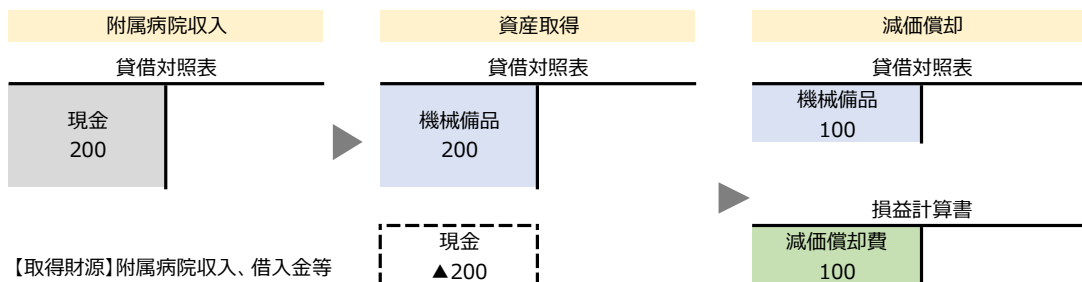 附属病院収入
貸借対照表
現金
200
【取得財源】附属病院収入、借入金等
資産取得
貸借対照表
機械備品
200
現金
▲200
減価償却
貸借対照表
機械備品
100
損益計算書
減価償却費
100